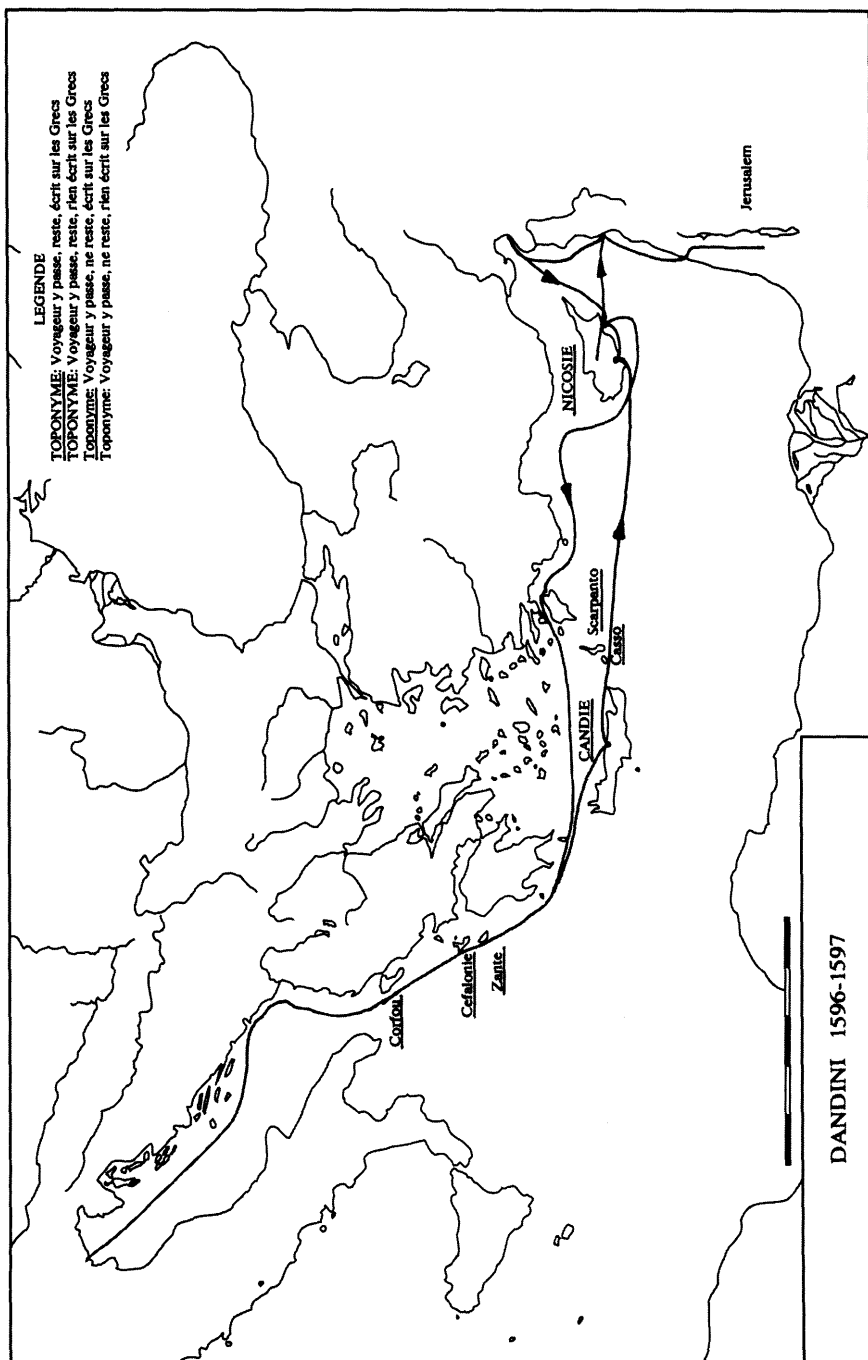 LEGENDE
TOPONYME: Voyageur y passe, reste, écrit sur les Grecs
TOPONYME: Voyageur y passe, reste, rien écrit sur les Grecs
Toponyme: Voyageur y passe, ne reste, écrit sur les Grecs
Toponyme: Voyageur y passe, ne reste, rien écrit sur les Grecs
Jerusalem
NICOSIE
Scarpanto
Casso
CANDIE
Corfou
Cefalonie
Zante
DANDINI 1596-1597